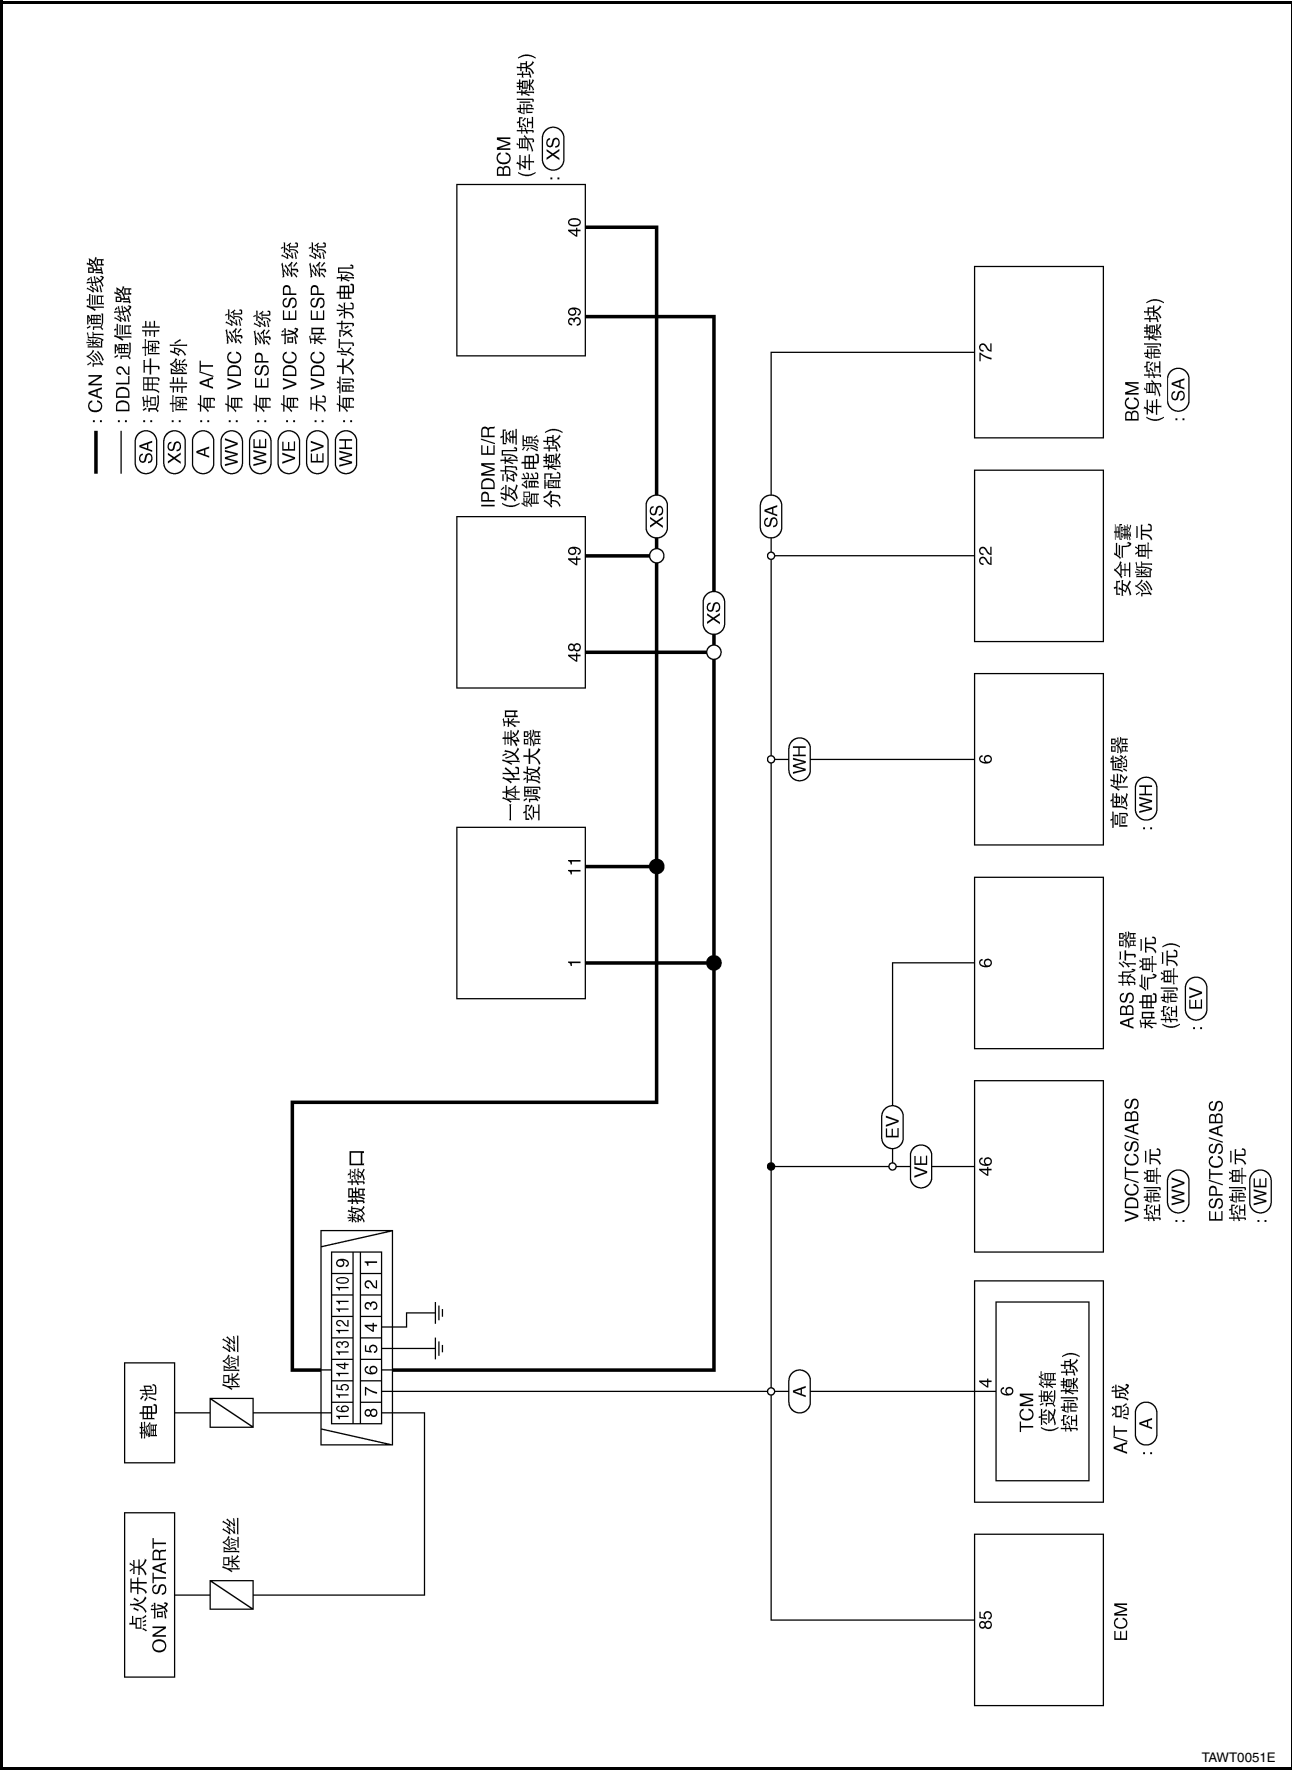 点火开关
ON 或 START
保险丝
蓄电池
保险丝
16 15 14 13 12 11 10 9
8 7 6 5 4 3 2 1
数据接口
: CAN 诊断通信线路
: DDL2 通信线路
SA : 适用于南非
XS : 南非除外
A : 有 A/T
WV : 有 VDC 系统
WE : 有 ESP 系统
VE : 有 VDC 或 ESP 系统
EV : 无 VDC 和 ESP 系统
WH : 有前大灯对光电机
一体化仪表和
空调放大器
1 11
IPDM E/R
(发动机室
智能电源
分配模块)
48 49
BCM
(车身控制模块)
: XS
39 40
XS
XS
SA
A
WH
EV
VE
85
ECM
4
6
TCM
(变速箱
控制模块)
A/T 总成
: A
46
VDC/TCS/ABS
控制单元
: WV
ESP/TCS/ABS
控制单元
: WE
6
ABS 执行器
和电气单元
(控制单元)
: EV
6
高度传感器
: WH
22
安全气囊
诊断单元
72
BCM
(车身控制模块)
: SA
TAWT0051E